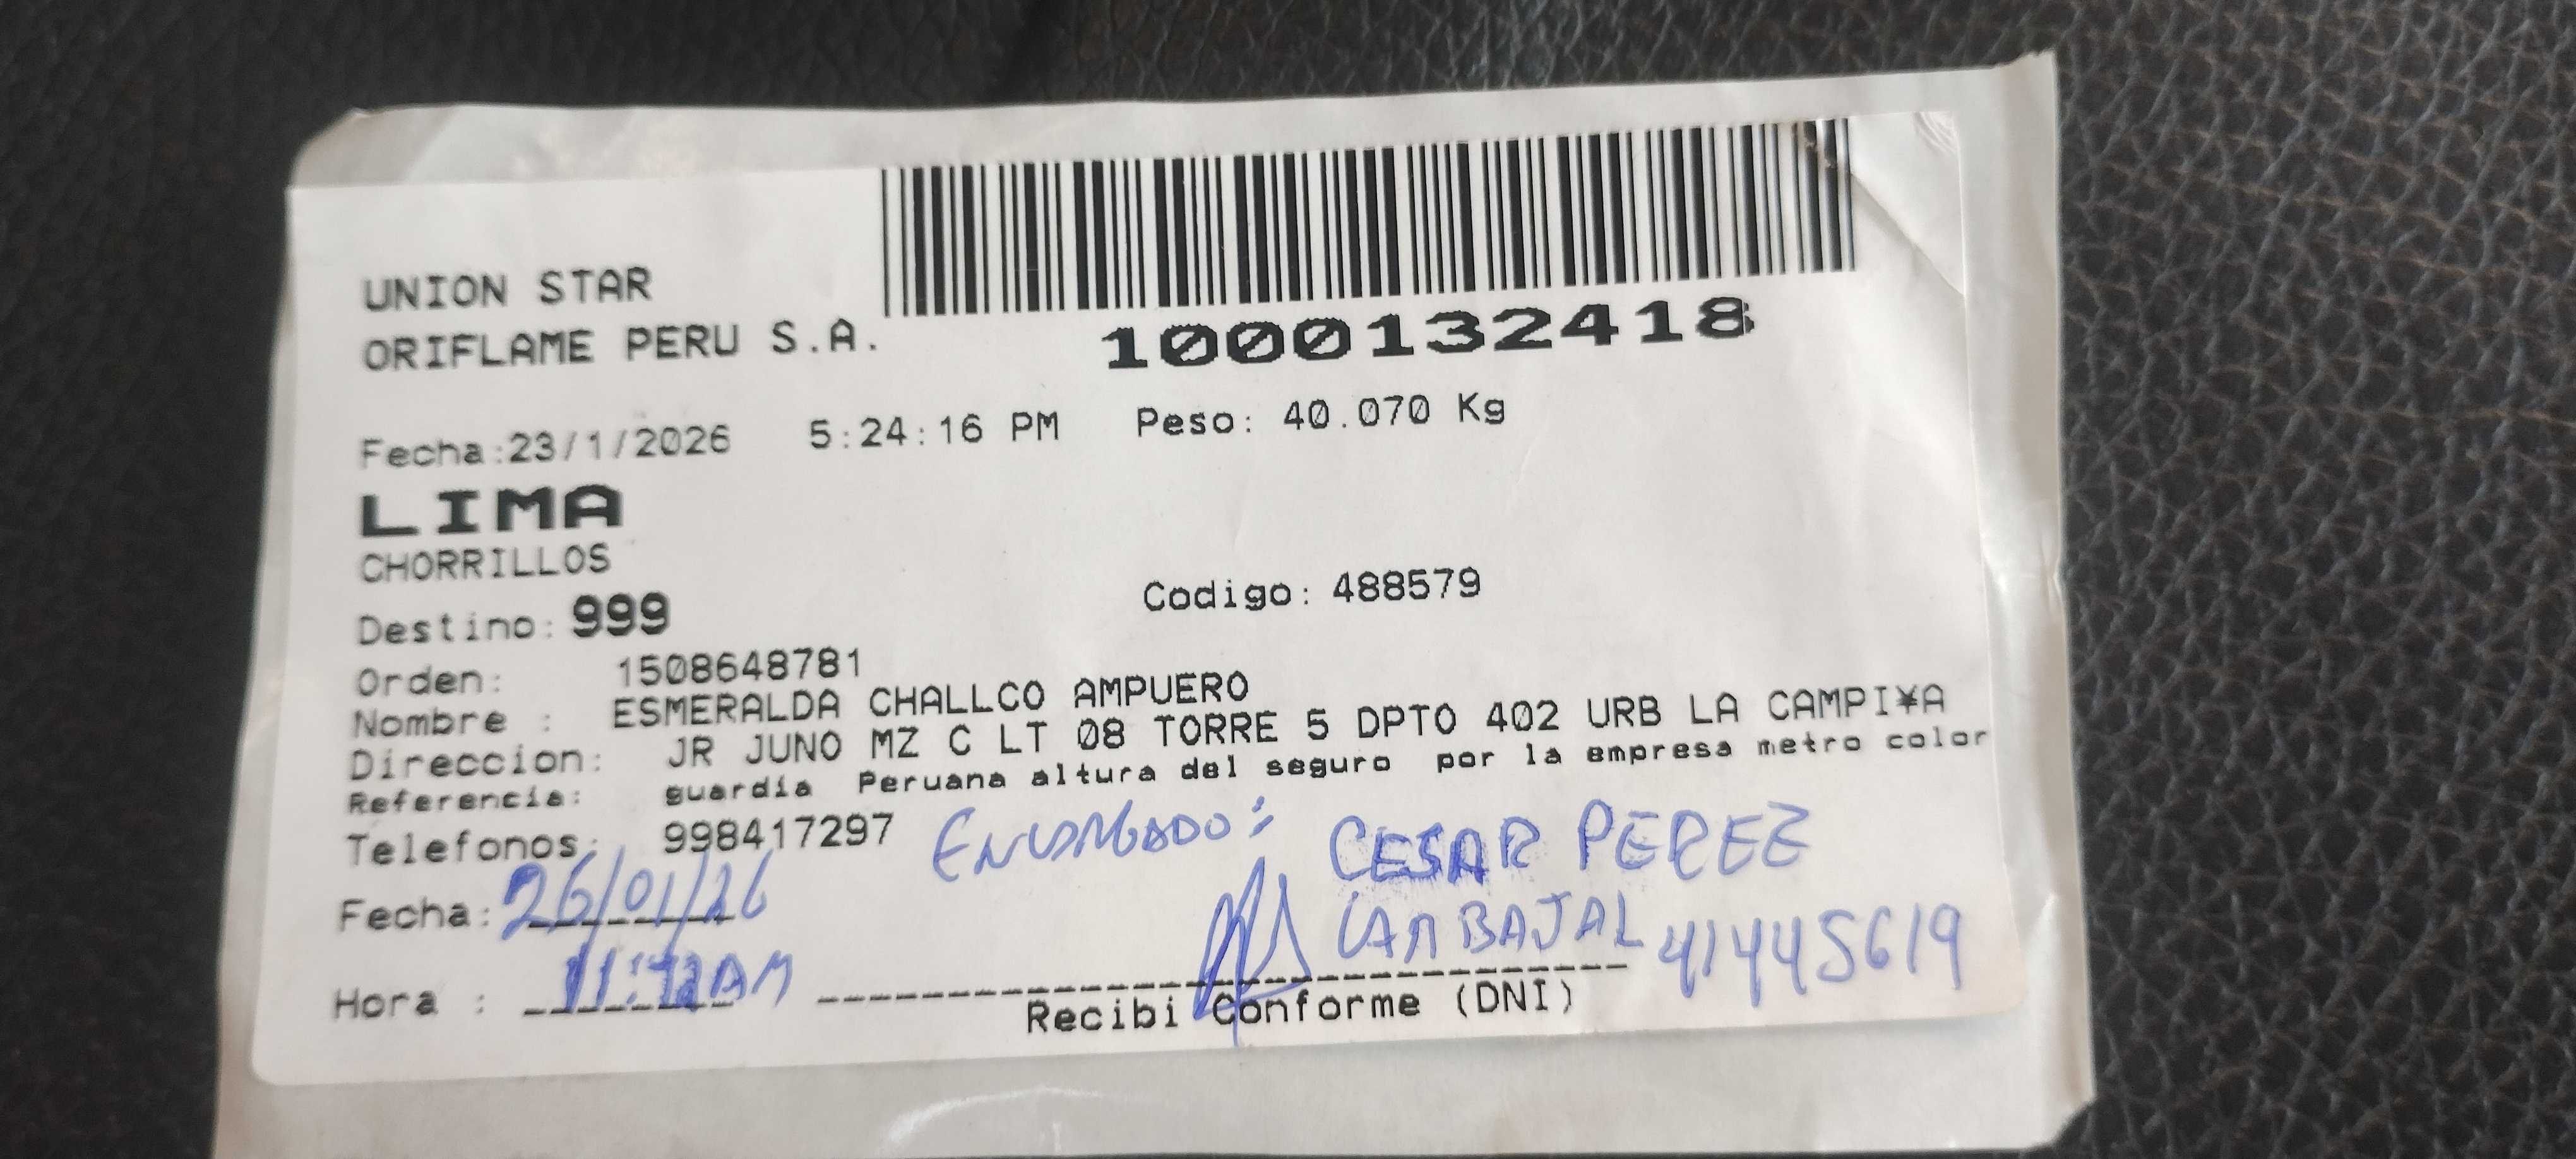 UNION STAR
ORIFLAME PERU S.A.
1000132418
Fecha:23/1/2026 5:24:16 PM Peso: 40.070 Kg
LIMA
CHORRILLOS
Destino: 999 Codigo: 488579
Orden: 1508648781
Nombre : ESMERALDA CHALLCO AMPUERO
Direccion: JR JUNO MZ C LT 08 TORRE 5 DPTO 402 URB LA CAMPI¥A
Referencia: guardia Peruana altura del seguro por la empresa metro color
Telefonos: 998417297 ENCARGADO: CESAR PEREZ
Fecha: 26/01/26 CARBAJAL 41445619
Hora : AM
Recibi Conforme (DNI)